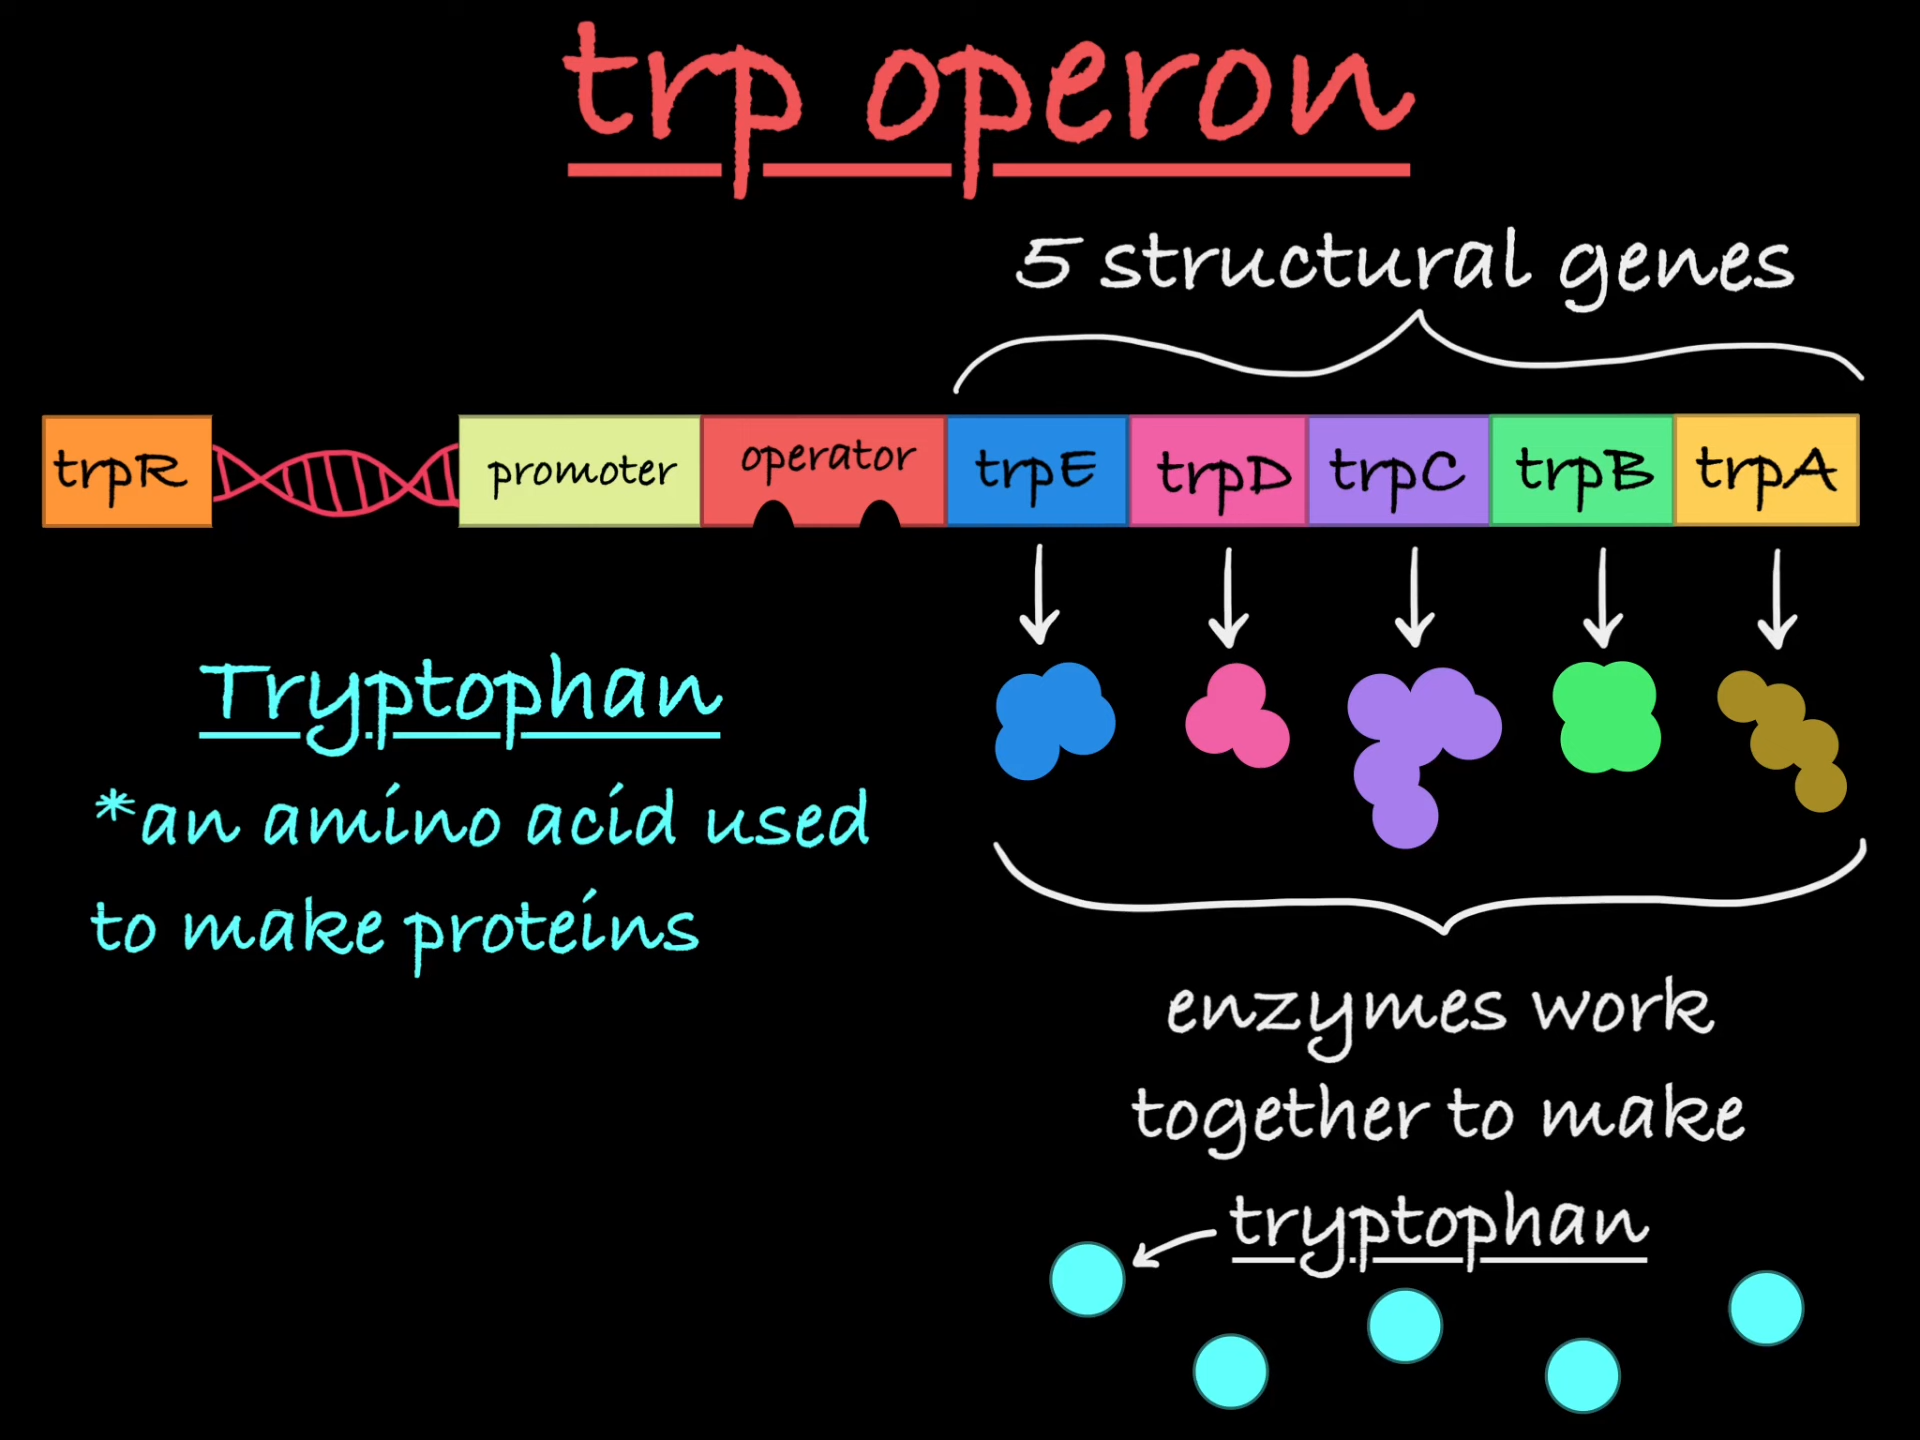 trp operon
5 structural genes
trpR promoter operator trpE trpD trpC trpB trpA
Tryptophan
*an amino acid used
to make proteins
enzymes work
together to make
tryptophan